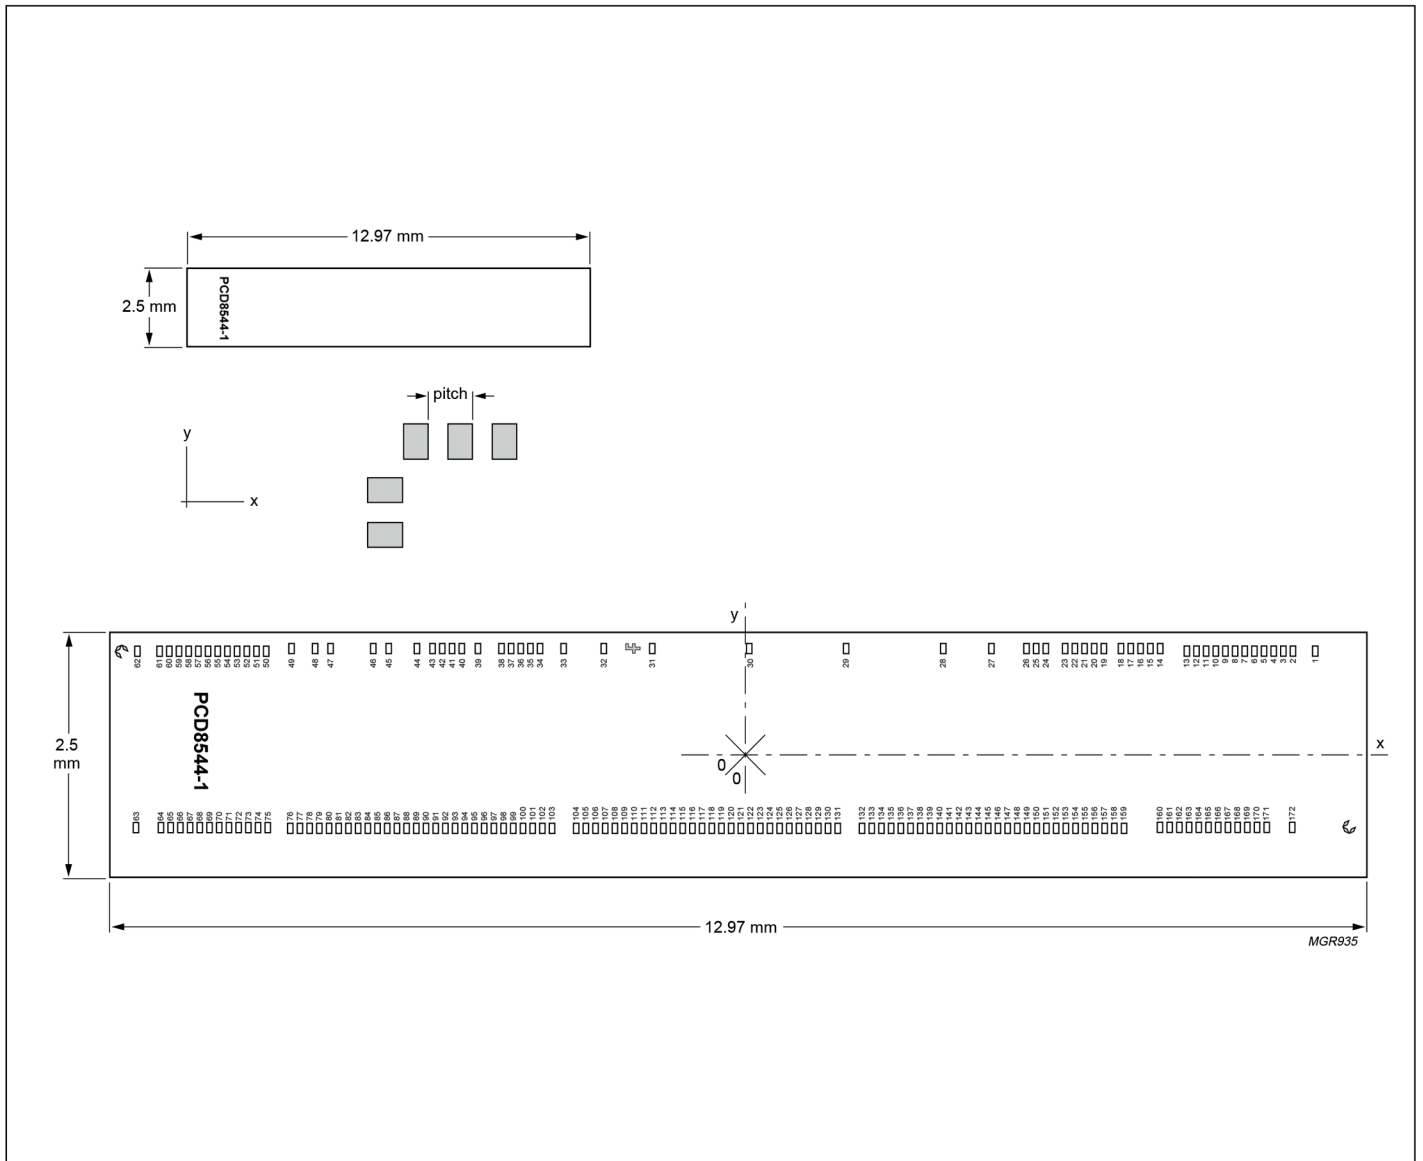 12.97 mm
2.5 mm
PCD8544-1
pitch
y
x
y
62 61 60 59 58 57 56 55 54 53 52 51 50 49 48 47 46 45 44 43 42 41 40 39 38 37 36 35 34 33 32 31 30 29 28 27 26 25 24 23 22 21 20 19 18 17 16 15 14 13 12 11 10 9 8 7 6 5 4 3 2 1
PCD8544-1
2.5
mm
x
0
0
63 64 65 66 67 68 69 70 71 72 73 74 75 76 77 78 79 80 81 82 83 84 85 86 87 88 89 90 91 92 93 94 95 96 97 98 99 100 101 102 103 104 105 106 107 108 109 110 111 112 113 114 115 116 117 118 119 120 121 122 123 124 125 126 127 128 129 130 131 132 133 134 135 136 137 138 139 140 141 142 143 144 145 146 147 148 149 150 151 152 153 154 155 156 157 158 159 160 161 162 163 164 165 166 167 168 169 170 171 172
12.97 mm
MGR935